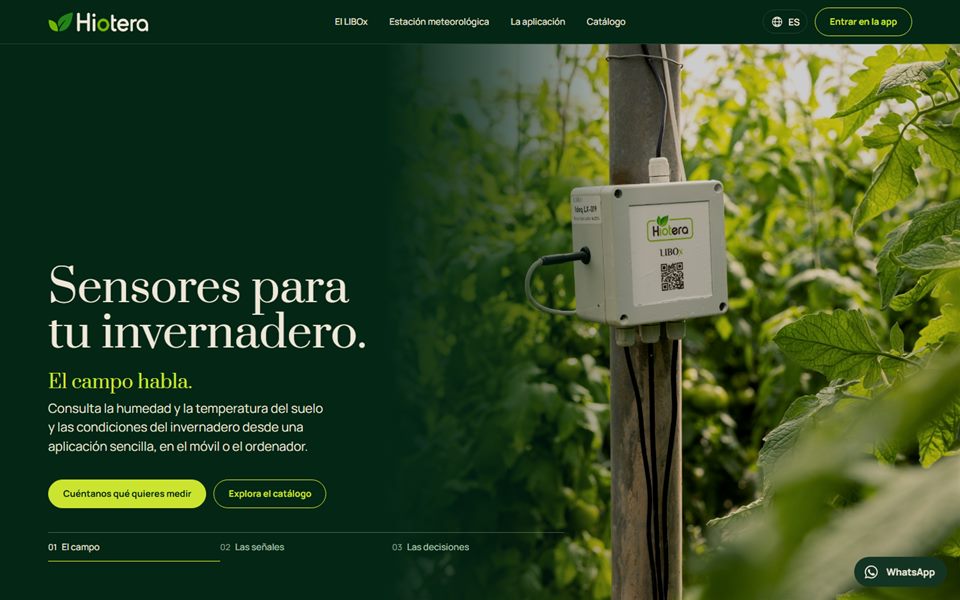 Hiotera
El LIBOx
Estación meteorológica
La aplicación
Catálogo
ES
Entrar en la app
Hiotera
LIBOx
Sensores para
tu invernadero.
El campo habla.
Consulta la humedad y la temperatura del suelo
y las condiciones del invernadero desde una
aplicación sencilla, en el móvil o el ordenador.
Cuéntanos qué quieres medir
Explora el catálogo
01 El campo
02 Las señales
03 Las decisiones
WhatsApp